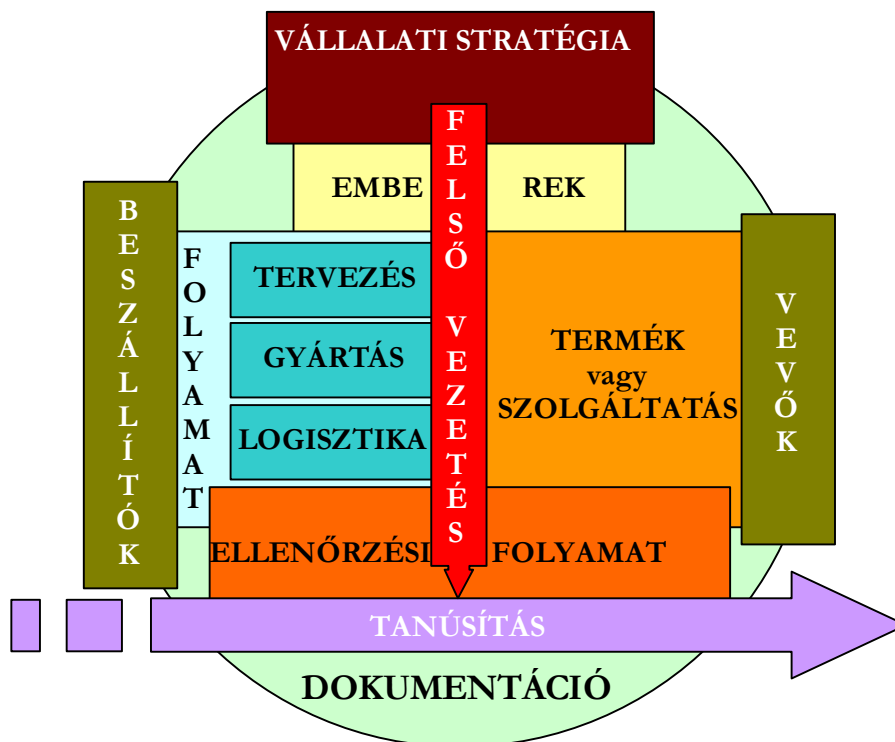 VÁLLALATI STRATÉGIA
FELSŐ VEZETÉS
EMBE REK
BESZÁLLÍTÓK
FOLYAMAT
TERVEZÉS
GYÁRTÁS
LOGISZTIKA
TERMÉK
vagy
SZOLGÁLTATÁS
VEVŐK
ELLENŐRZÉSI FOLYAMAT
TANÚSÍTÁS
DOKUMENTÁCIÓ